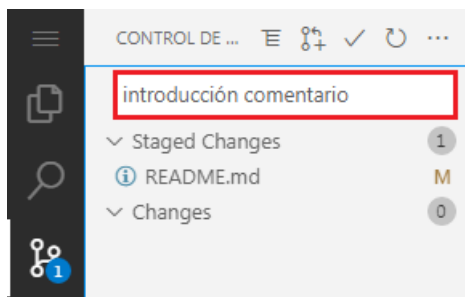 CONTROL DE ...
introducción comentario
Staged Changes 1
README.md M
Changes 0
1